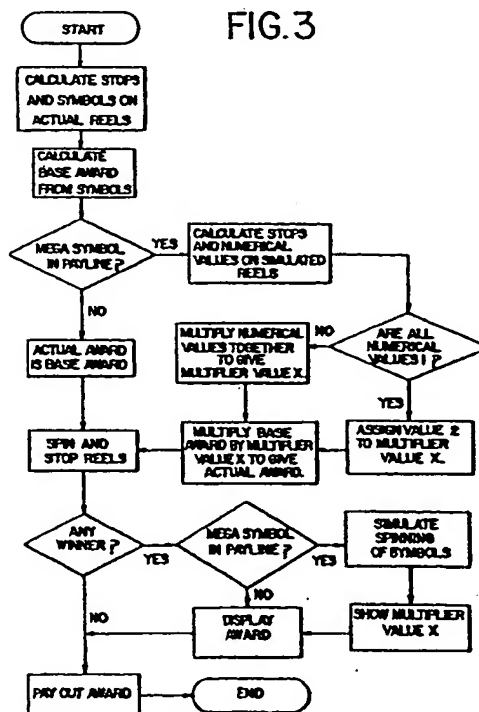 FIG.3
START
CALCULATE STOPS
AND SYMBOLS ON
ACTUAL REELS
CALCULATE
BASE AWARD
FROM SYMBOLS
MEGA SYMBOL
IN PAYLINE?
YES
CALCULATE STOPS
AND NUMERICAL
VALUES ON SIMULATED
REELS
NO
ARE ALL
NUMERICAL
VALUES 1?
NO
MULTIPLY NUMERICAL
VALUES TOGETHER
TO GIVE
MULTIPLIER VALUE X.
ACTUAL AWARD
IS BASE AWARD
YES
ASSIGN VALUE 2
TO MULTIPLIER
VALUE X.
MULTIPLY BASE
AWARD BY MULTIPLIER
VALUE X TO GIVE
ACTUAL AWARD.
SPIN AND
STOP REELS
ANY
WINNER?
YES
MEGA SYMBOL
IN PAYLINE?
YES
SIMULATE
SPINNING
OF SYMBOLS
NO
NO
DISPLAY
AWARD
SHOW MULTIPLIER
VALUE X
PAY OUT AWARD
END